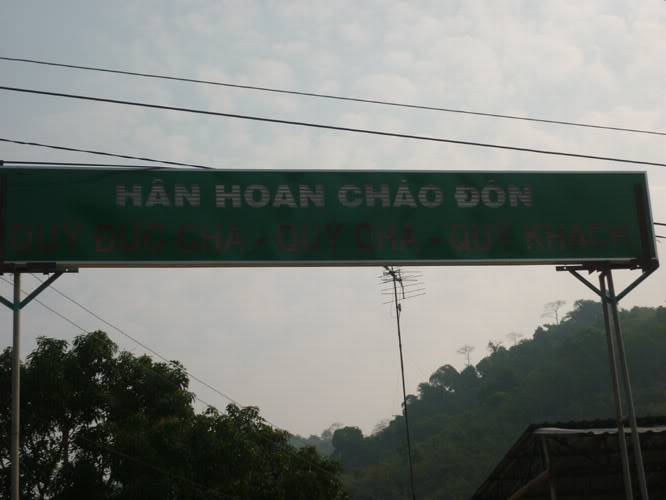 HÂN HOAN CHÀO ĐÓN
QUÝ ĐỨC CHA - QUÝ CHA - QUÝ KHÁCH